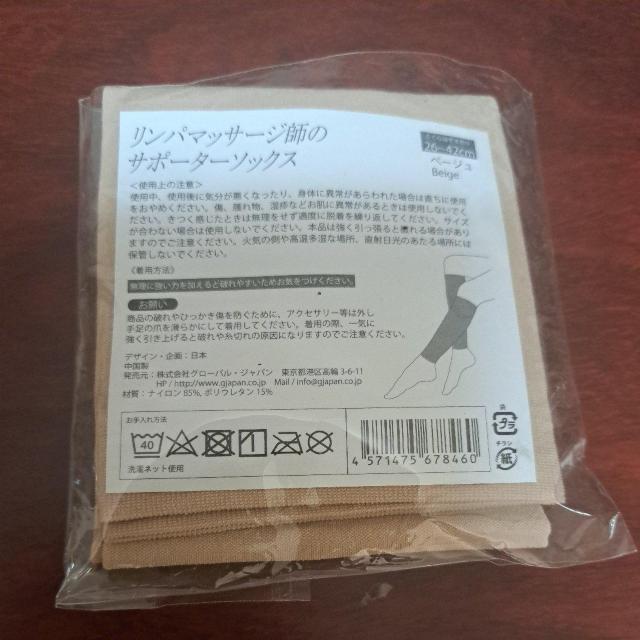 リンパマッサージ師の
サポーターソックス
26~42cm
ベージュ
Beige
＜使用上の注意＞
使用中、使用後に気分が悪くなったり、身体に異常があらわれた場合は直ちに使用
をおやめください。傷、腫れ物、湿疹などお肌に異常があるときは使用しないでく
ださい。きつく感じたときは無理をせず適度に脱着を繰り返してください。サイズ
が合わない場合は使用しないでください。本品は強く引っ張ると擦れる場合があり
ますのでご注意ください。火気の側や高温多湿な場所、直射日光のあたる場所には
保管しないでください。
《着用方法》
無理に強い力を加えると破れやすいためお気をつけください。
お願い
商品の破れやひっかき傷を防ぐために、アクセサリー等は外し
手足の爪を滑らかにして着用してください。着用の際、一気に
強く引き上げると破れや糸切れの原因になりますのでご注意ください。
デザイン・企画：日本
中国製
発売元：株式会社グローバル・ジャパン 東京都港区高輪 3-6-11
HP / http://www.gjapan.co.jp Mail / info@gjapan.co.jp
材質：ナイロン 85%, ポリウレタン 15%
お手入れ方法
40
洗濯ネット使用
4 571475 678460
袋
プラ
チラシ
紙